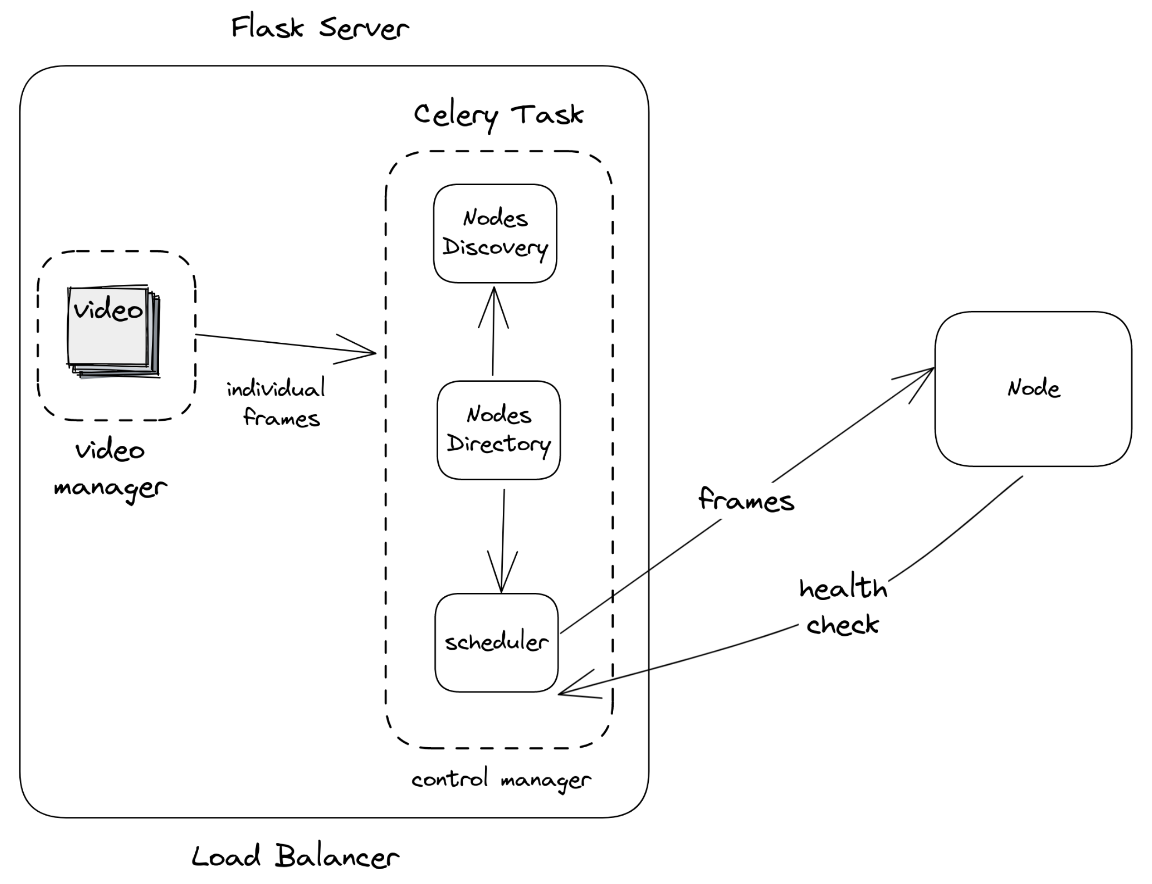 Flask Server
Celery Task
Nodes
Discovery
video
individual
frames
Nodes
Directory
Node
video
manager
frames
health
check
scheduler
control manager
Load Balancer